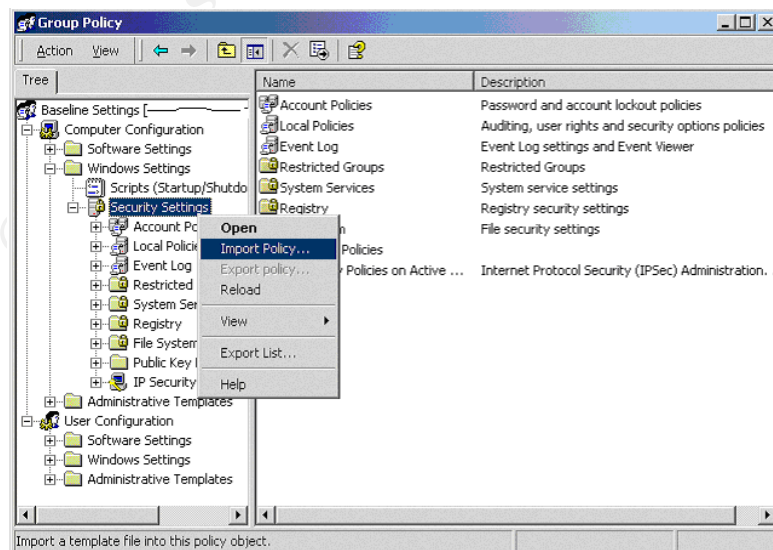 Group Policy
Action View
Tree
Name Description
Baseline Settings [
Computer Configuration
Software Settings
Windows Settings
Scripts (Startup/Shutdo
Security Settings
Account Po
Local Policie
Event Log
Restricted
System Ser
Registry
File System
Public Key
IP Security
Administrative Templates
User Configuration
Software Settings
Windows Settings
Administrative Templates
Open
Import Policy...
Export policy...
Reload
View
Export List...
Help
Account Policies Password and account lockout policies
Local Policies Auditing, user rights and security options policies
Event Log Event Log settings and Event Viewer
Restricted Groups Restricted Groups
System Services System service settings
Registry Registry security settings
File security settings
Policies
Policies on Active ... Internet Protocol Security (IPSec) Administration.
Import a template file into this policy object.